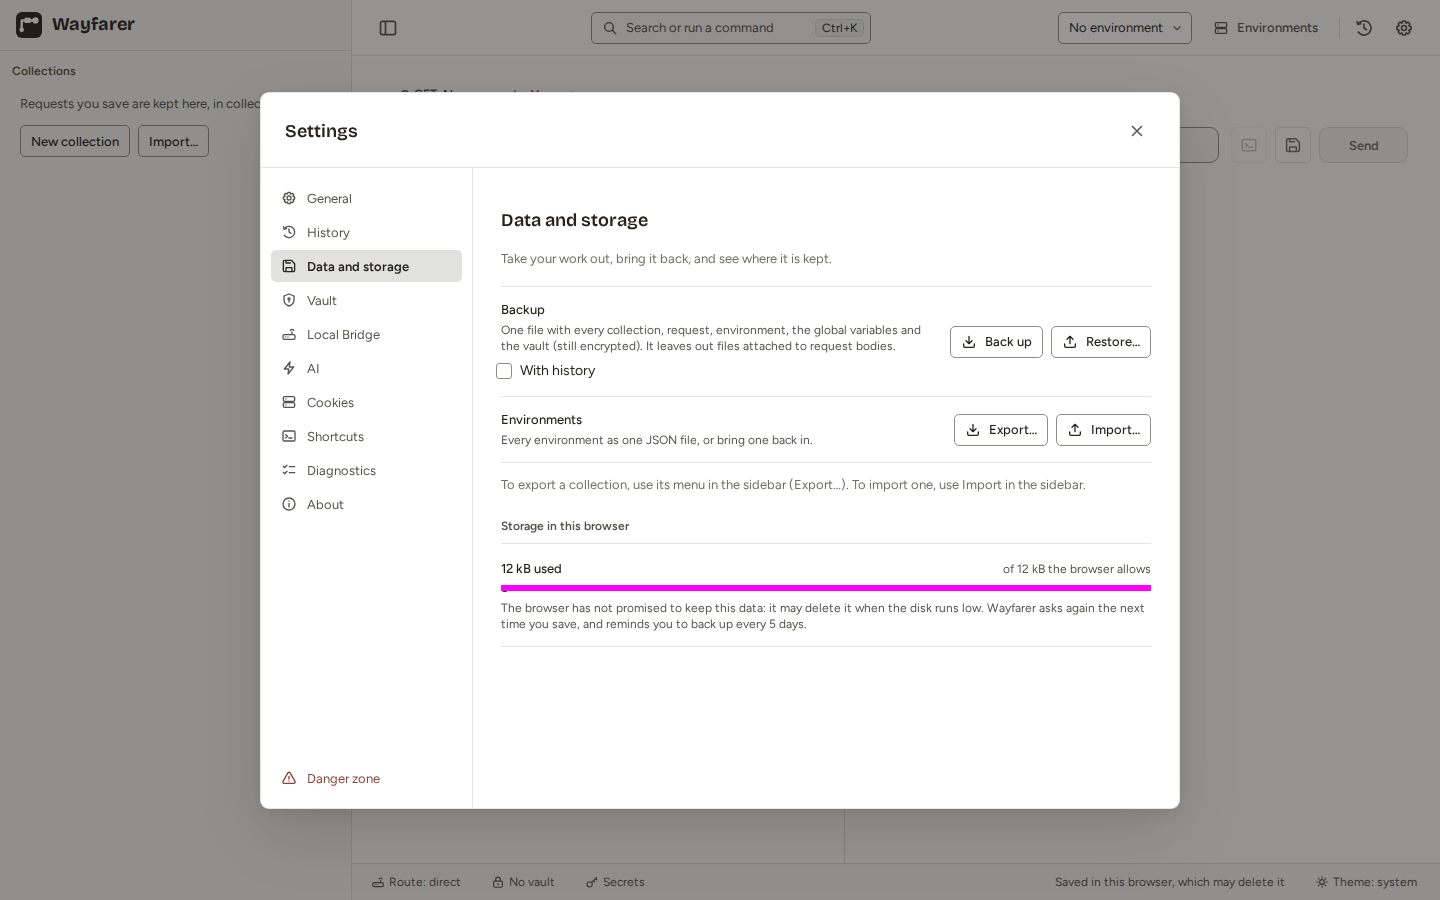 Wayfarer
Search or run a command
Ctrl+K
No environment
Environments
Collections
Requests you save are kept here, in collec
New collection
Import...
Send
Settings
General
History
Data and storage
Vault
Local Bridge
AI
Cookies
Shortcuts
Diagnostics
About
Danger zone
Data and storage
Take your work out, bring it back, and see where it is kept.
Backup
One file with every collection, request, environment, the global variables and
the vault (still encrypted). It leaves out files attached to request bodies.
With history
Back up
Restore...
Environments
Every environment as one JSON file, or bring one back in.
Export...
Import...
To export a collection, use its menu in the sidebar (Export...). To import one, use Import in the sidebar.
Storage in this browser
12 kB used
of 12 kB the browser allows
The browser has not promised to keep this data: it may delete it when the disk runs low. Wayfarer asks again the next
time you save, and reminds you to back up every 5 days.
Route: direct
No vault
Secrets
Saved in this browser, which may delete it
Theme: system